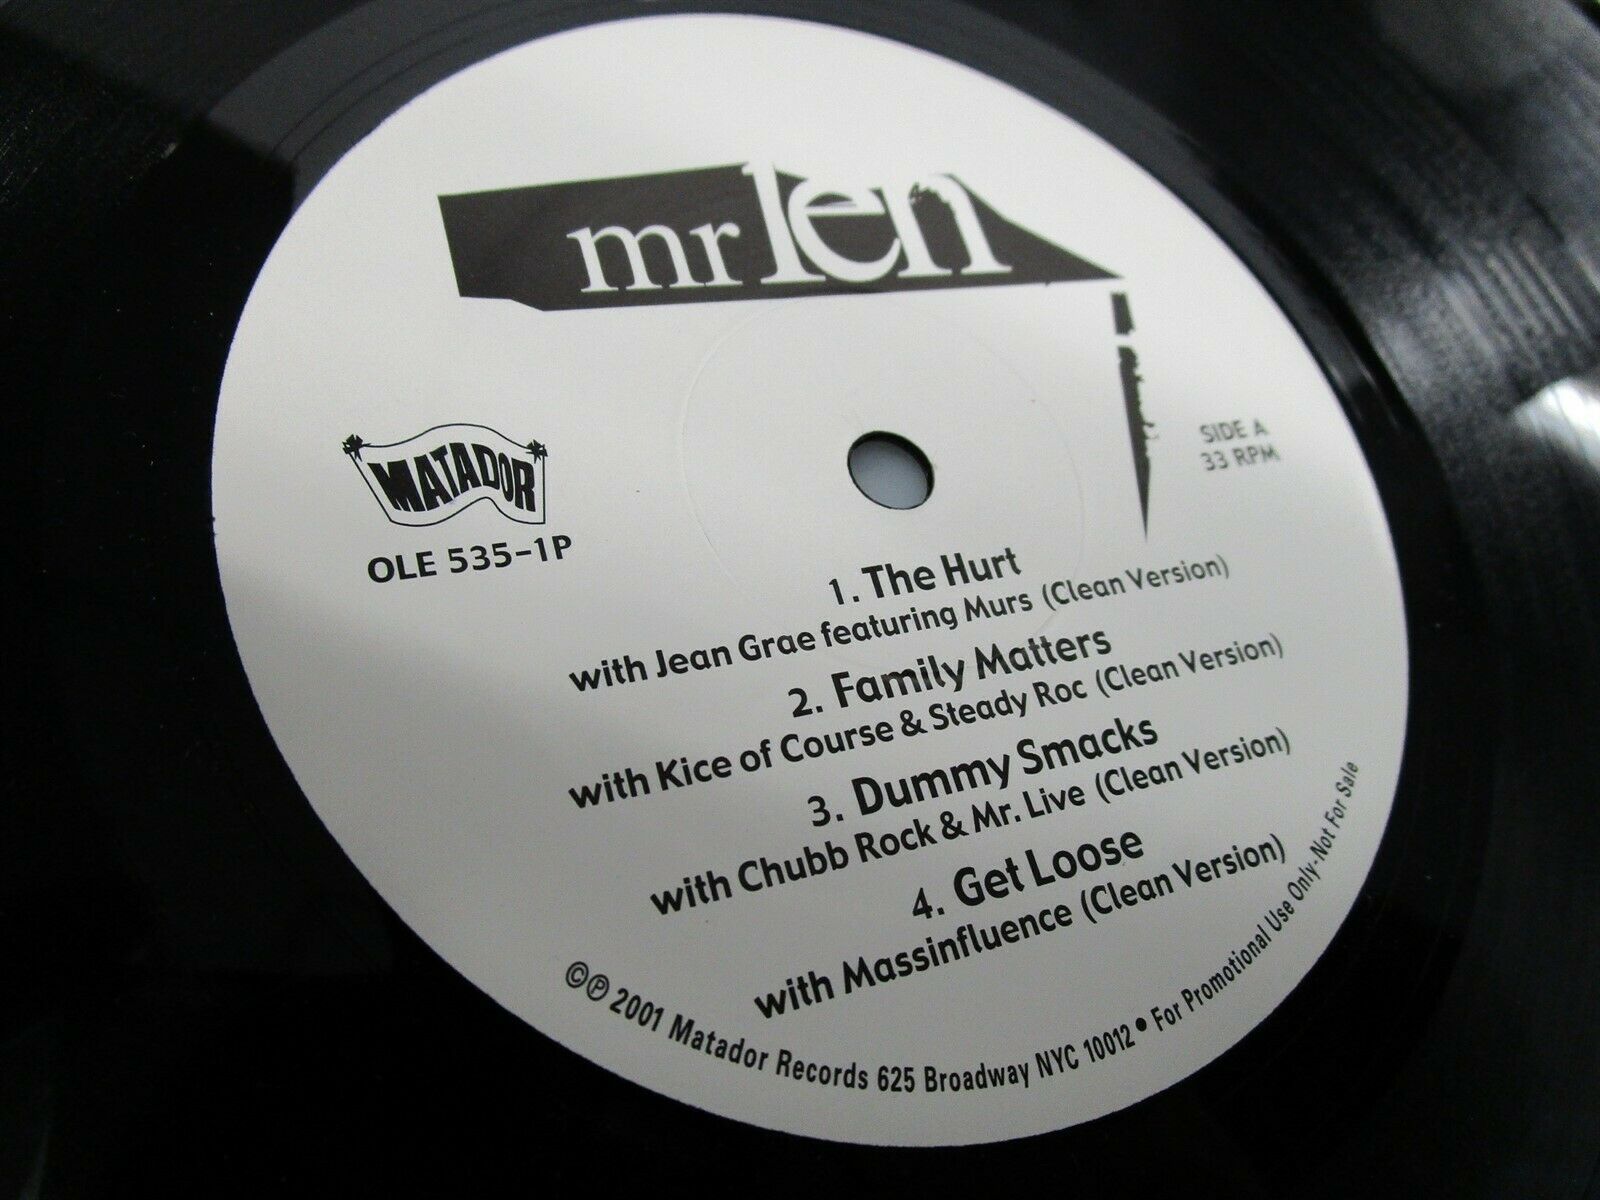 mr len
MATADOR
OLE 535-1P
SIDE A
33 RPM
1. The Hurt
with Jean Grae featuring Murs (Clean Version)
2. Family Matters
with Kice of Course & Steady Roc (Clean Version)
3. Dummy Smacks
with Chubb Rock & Mr. Live (Clean Version)
4. Get Loose
with Massinfluence (Clean Version)
©℗ 2001 Matador Records 625 Broadway NYC 10012 • For Promotional Use Only-Not For Sale